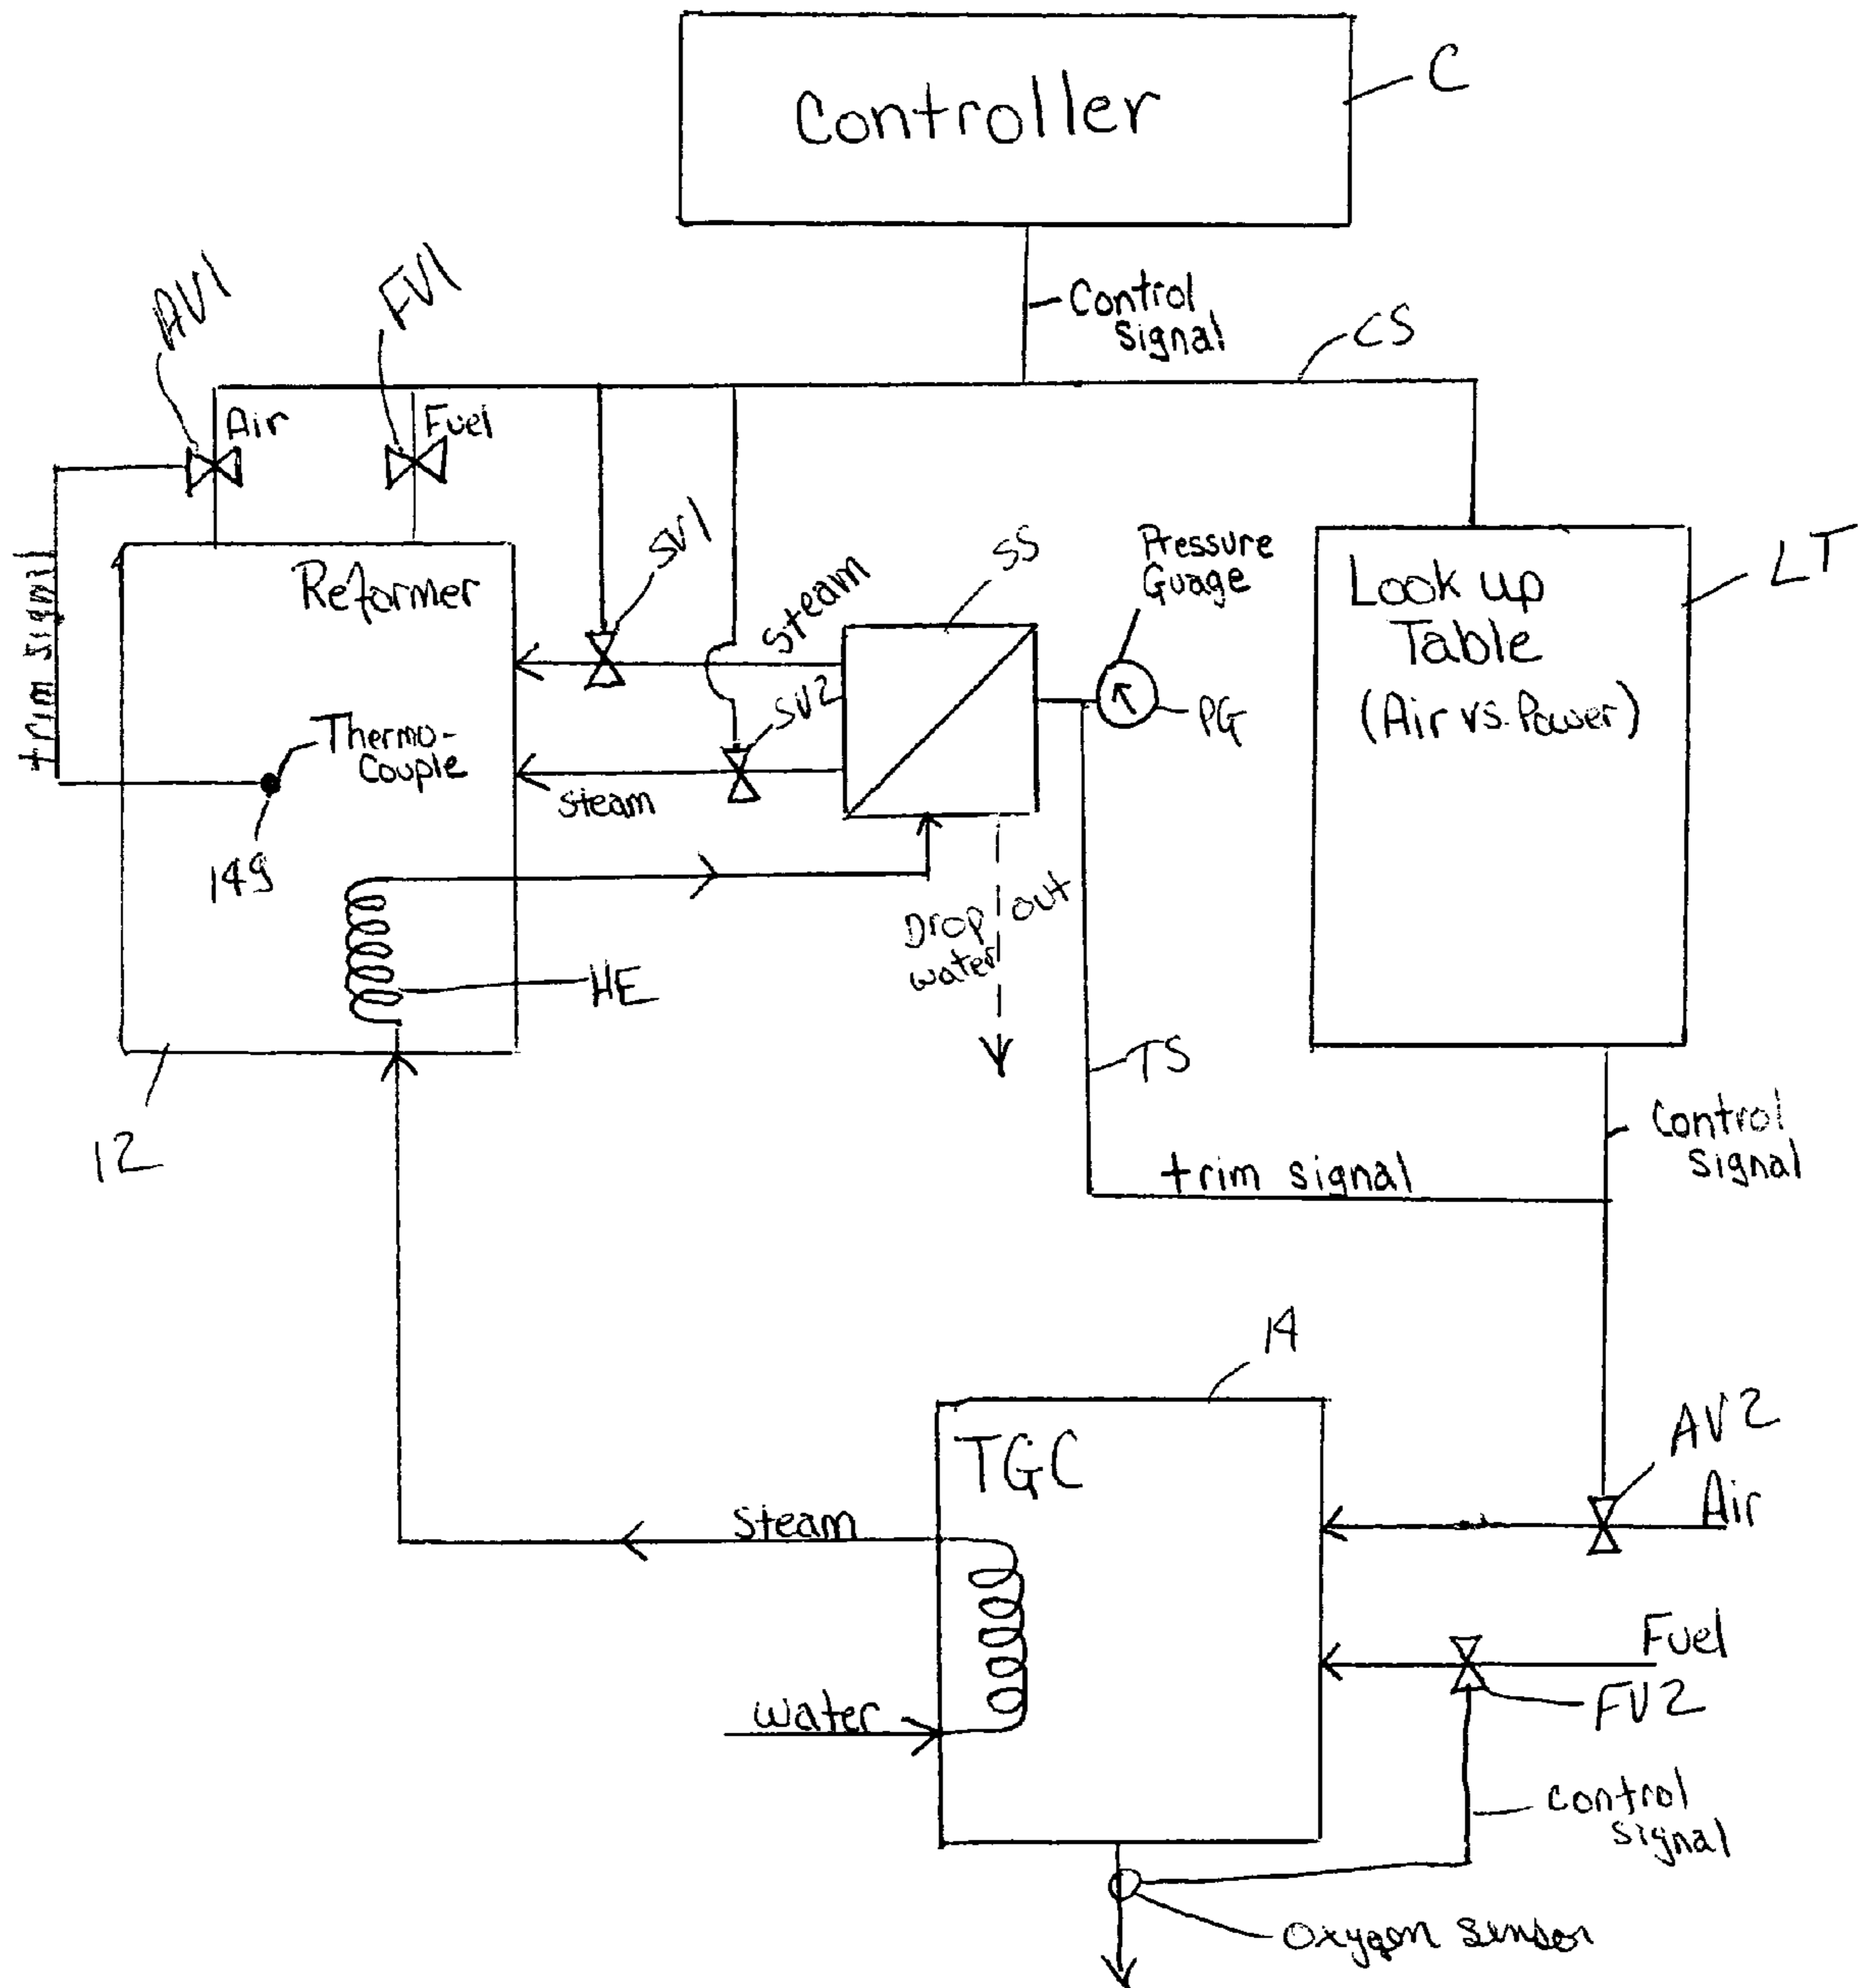 Controller
C
Control
Signal
CS
AV1
FV1
Air
Fuel
trim signal
Reformer
SV1
Steam
SS
Pressure
Guage
PG
Look up
Table
(Air vs. Power)
LT
SV2
Thermo-
Couple
149
steam
HE
Drop out
water
TS
12
Control
Signal
trim signal
14
TGC
AV2
Air
Steam
Fuel
FV2
water
control
signal
oxygen sensor